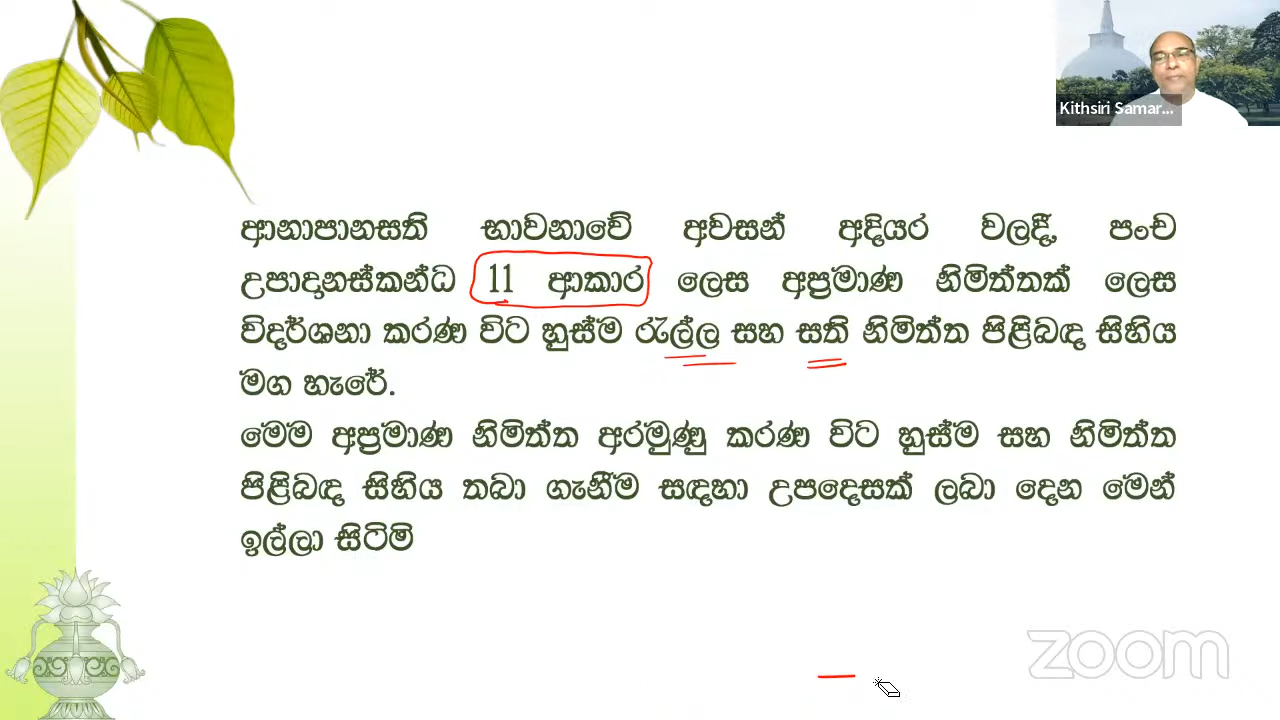 Kithsiri Samar...
ආනාපානසති භාවනාවේ අවසන් අදියර වලදී, පංච
උපාදානස්කන්ධ 11 ආකාර ලෙස අප්‍රමාණ නිමිත්තක් ලෙස
විදර්ශනා කරණ විට හුස්ම රැල්ල සහ සති නිමිත්ත පිළිබඳ සිහිය
මග හැරේ.
මෙම අප්‍රමාණ නිමිත්ත අරමුණු කරණ විට හුස්ම සහ නිමිත්ත
පිළිබඳ සිහිය තබා ගැනීම සඳහා උපදෙසක් ලබා දෙන මෙන්
ඉල්ලා සිටිමි
zoom